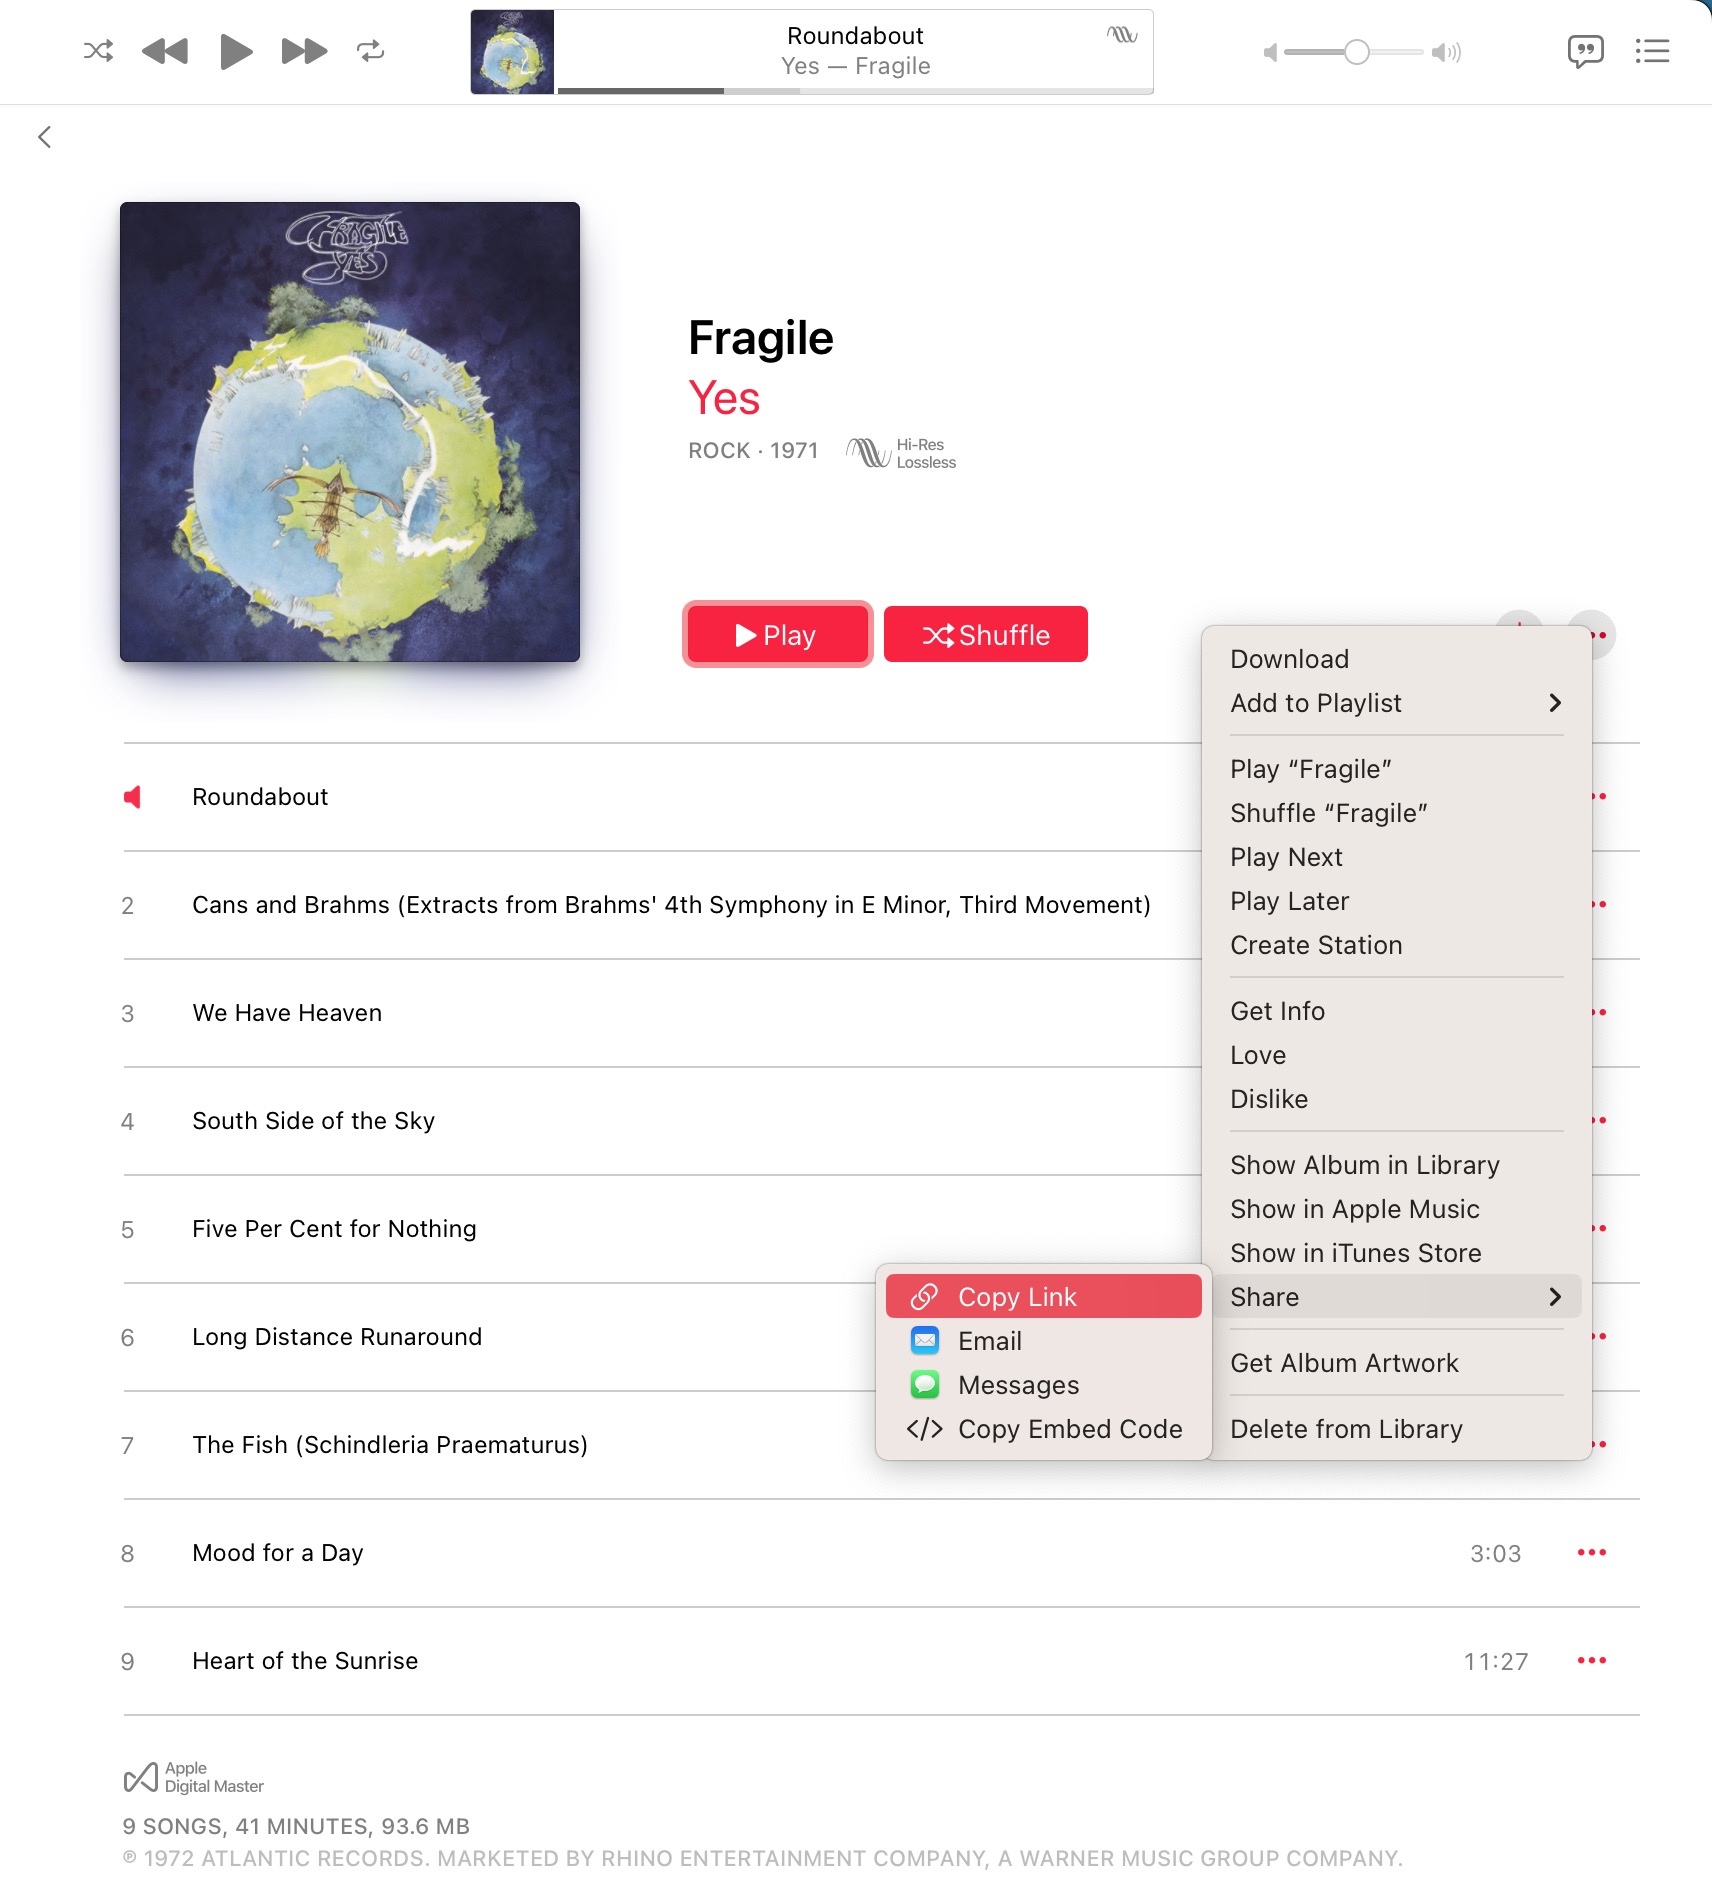 Roundabout
Yes — Fragile
FRAGILE
YES
Fragile
Yes
ROCK · 1971
Hi-Res
Lossless
Play
Shuffle
Download
Add to Playlist
Play “Fragile”
Shuffle “Fragile”
Play Next
Play Later
Create Station
Get Info
Love
Dislike
Show Album in Library
Show in Apple Music
Show in iTunes Store
Share
Get Album Artwork
Delete from Library
Copy Link
Email
Messages
Copy Embed Code
Roundabout
2 Cans and Brahms (Extracts from Brahms' 4th Symphony in E Minor, Third Movement)
3 We Have Heaven
4 South Side of the Sky
5 Five Per Cent for Nothing
6 Long Distance Runaround
7 The Fish (Schindleria Praematurus)
8 Mood for a Day 3:03
9 Heart of the Sunrise 11:27
Apple
Digital Master
9 SONGS, 41 MINUTES, 93.6 MB
℗ 1972 ATLANTIC RECORDS. MARKETED BY RHINO ENTERTAINMENT COMPANY, A WARNER MUSIC GROUP COMPANY.